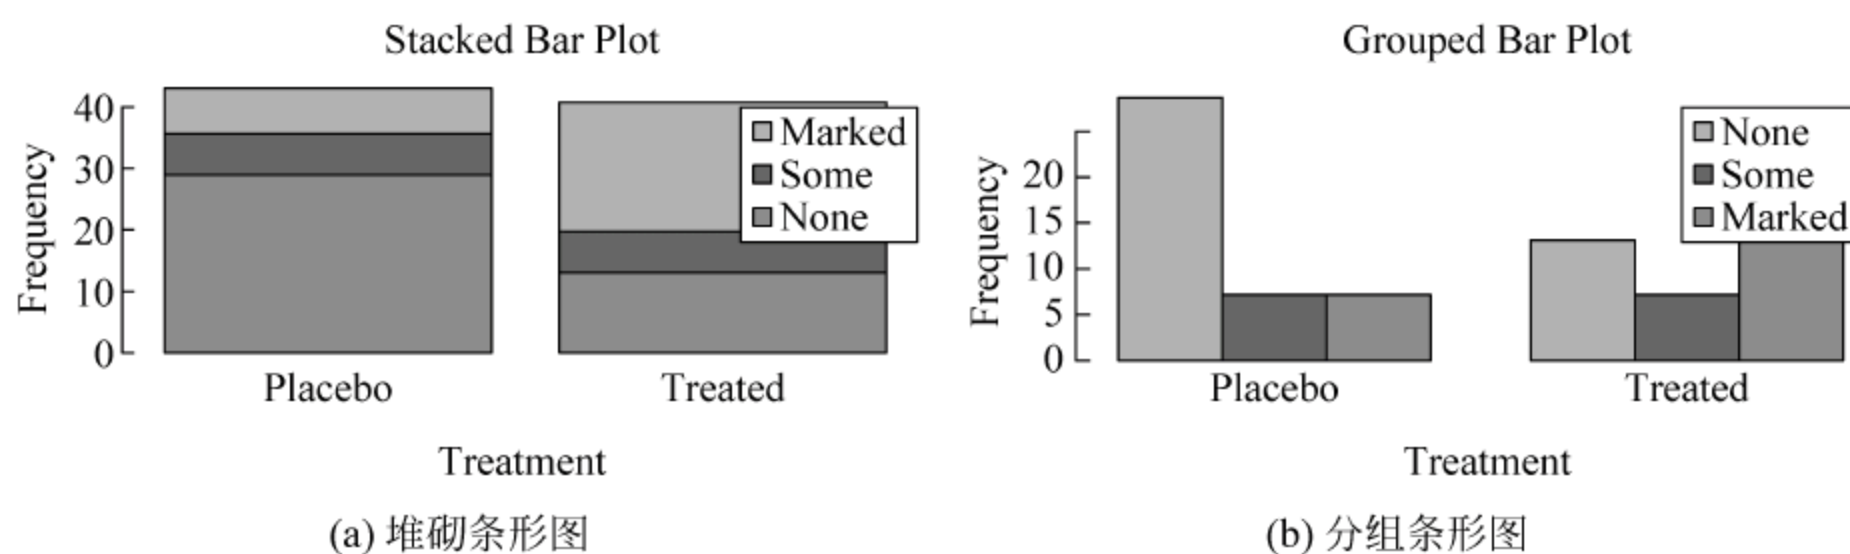 Stacked Bar Plot
Frequency
40
30
20
10
0
Marked
Some
None
Placebo
Treated
Treatment
(a) 堆砌条形图
Grouped Bar Plot
Frequency
20
15
10
5
0
None
Some
Marked
Placebo
Treated
Treatment
(b) 分组条形图